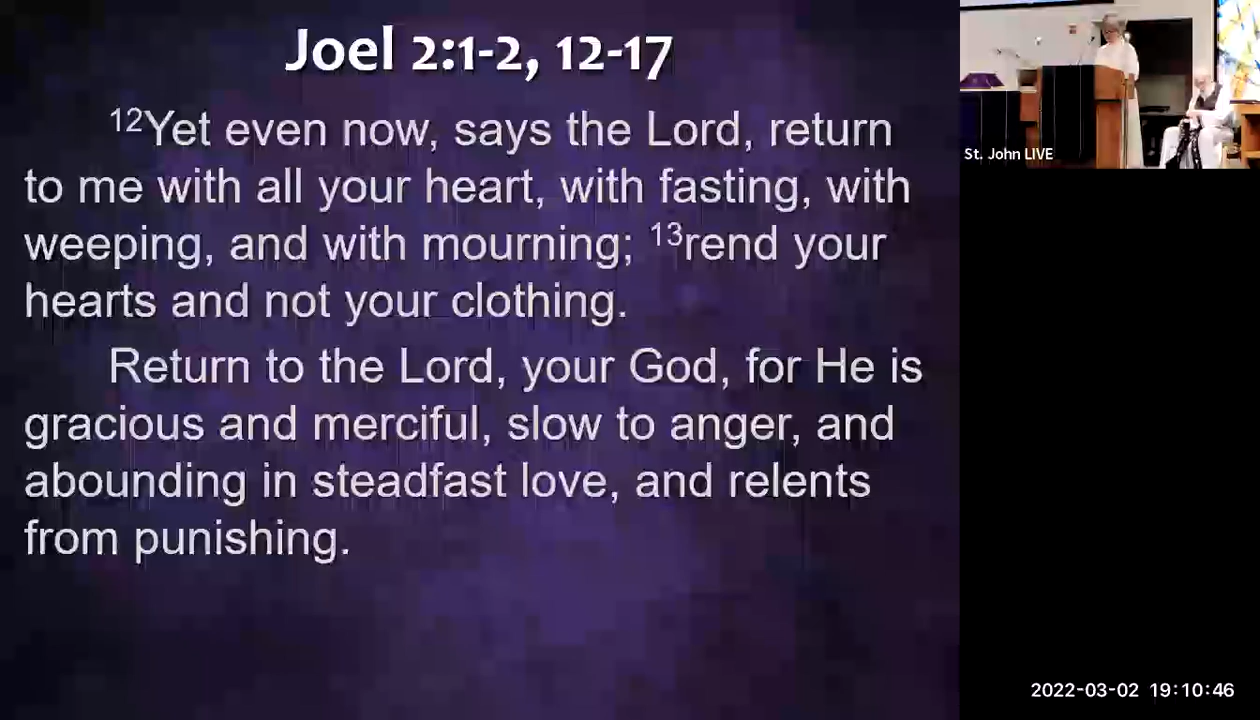 Joel 2:1-2, 12-17
12Yet even now, says the Lord, return
to me with all your heart, with fasting, with
weeping, and with mourning; 13rend your
hearts and not your clothing.
Return to the Lord, your God, for He is
gracious and merciful, slow to anger, and
abounding in steadfast love, and relents
from punishing.
St. John LIVE
2022-03-02 19:10:46